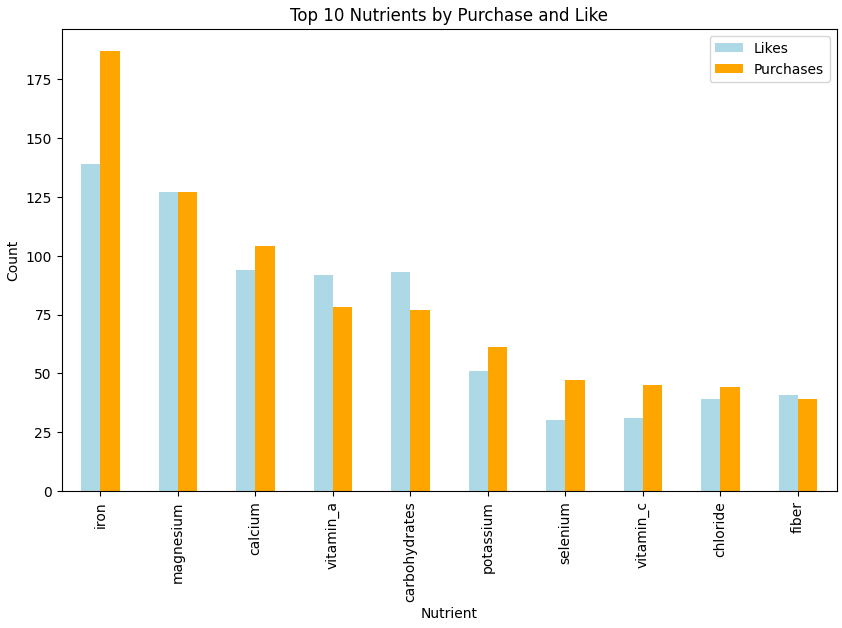 Top 10 Nutrients by Purchase and Like
Likes
Purchases
Count
175
150
125
100
75
50
25
0
iron
magnesium
calcium
vitamin_a
carbohydrates
potassium
selenium
vitamin_c
chloride
fiber
Nutrient